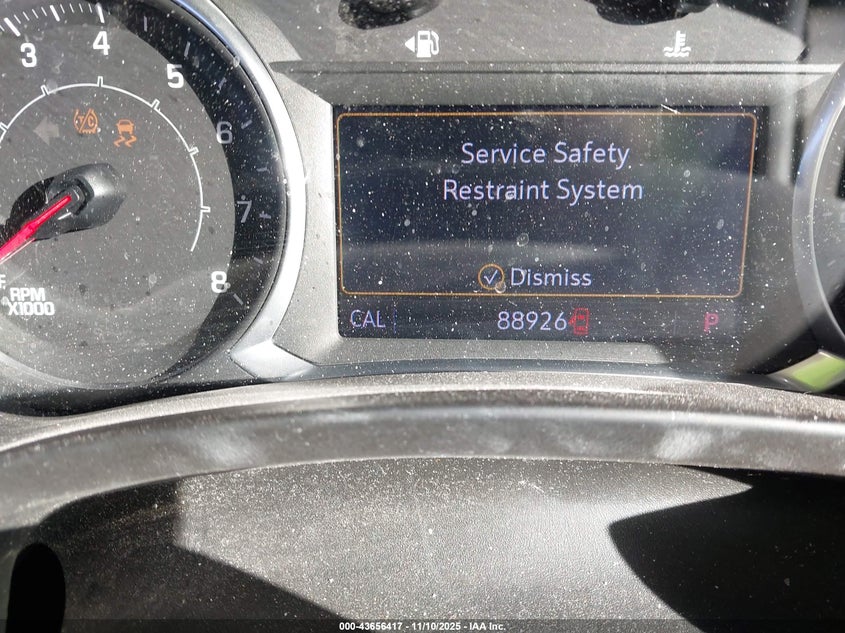 3
4
5
6
7
8
TC
RPM
X1000
Service Safety
Restraint System
Dismiss
CAL
88926
P
000-43656417 - 11/10/2025 - IAA Inc.